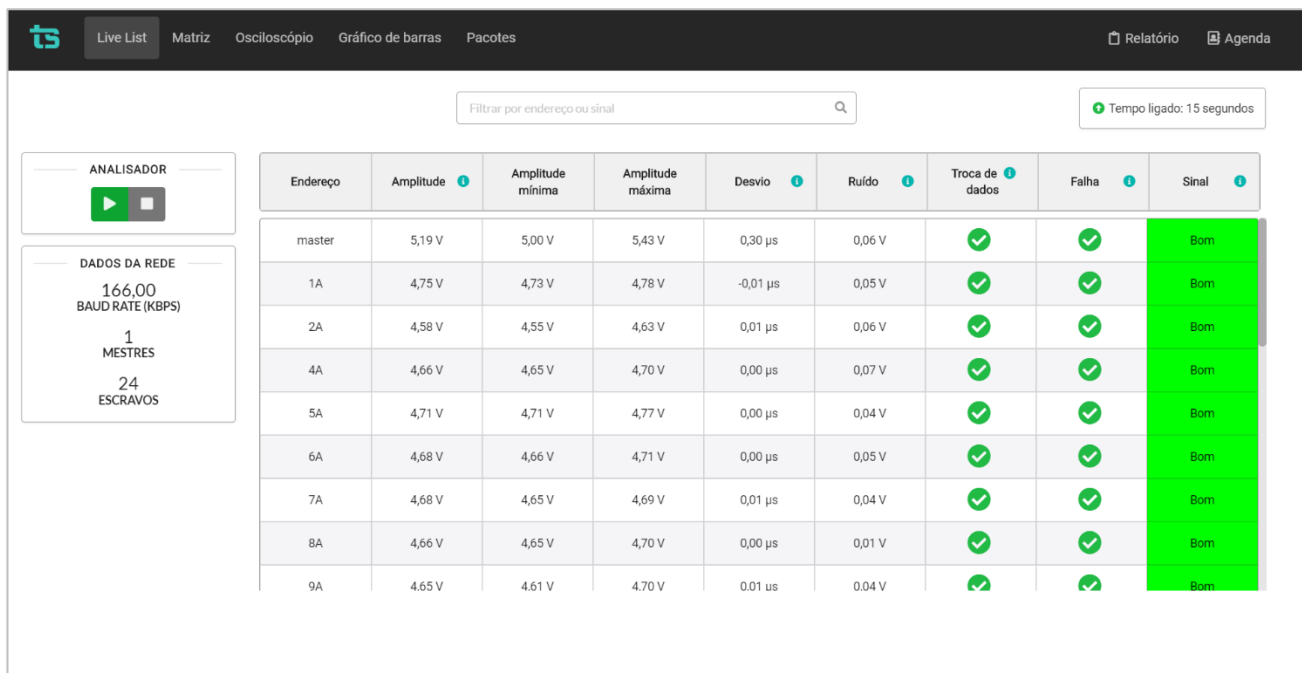 ts Live List Matriz Osciloscópio Gráfico de barras Pacotes Relatório Agenda
Filtrar por endereço ou sinal
Tempo ligado: 15 segundos
ANALISADOR
DADOS DA REDE
166,00
BAUD RATE (KBPS)
1
MESTRES
24
ESCRAVOS
Endereço Amplitude Amplitude mínima Amplitude máxima Desvio Ruído Troca de dados Falha Sinal
master 5,19 V 5,00 V 5,43 V 0,30 µs 0,06 V Bom
1A 4,75 V 4,73 V 4,78 V -0,01 µs 0,05 V Bom
2A 4,58 V 4,55 V 4,63 V 0,01 µs 0,06 V Bom
4A 4,66 V 4,65 V 4,70 V 0,00 µs 0,07 V Bom
5A 4,71 V 4,71 V 4,77 V 0,00 µs 0,04 V Bom
6A 4,68 V 4,66 V 4,71 V 0,00 µs 0,05 V Bom
7A 4,68 V 4,65 V 4,69 V 0,01 µs 0,04 V Bom
8A 4,66 V 4,65 V 4,70 V 0,00 µs 0,01 V Bom
9A 4,65 V 4,61 V 4,70 V 0,01 µs 0,04 V Bom